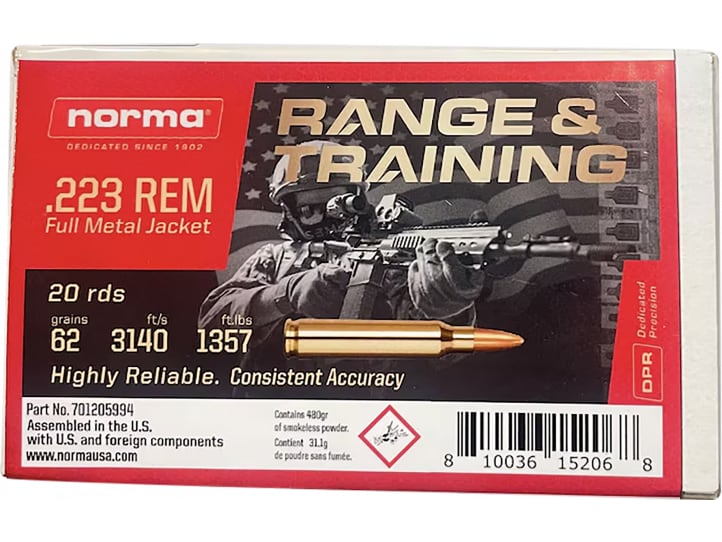 norma®
DEDICATED SINCE 1902
RANGE &
TRAINING
.223 REM
Full Metal Jacket
20 rds
grains ft/s ft.lbs
62 3140 1357
Highly Reliable. Consistent Accuracy
DPR
Dedicated
Precision
Part No. 701205994
Assembled in the U.S.
with U.S. and foreign components
www.normausa.com
Contains 480gr
of smokeless powder.
Contient 31.1g
de poudre sans fumée.
8 10036 15206 8